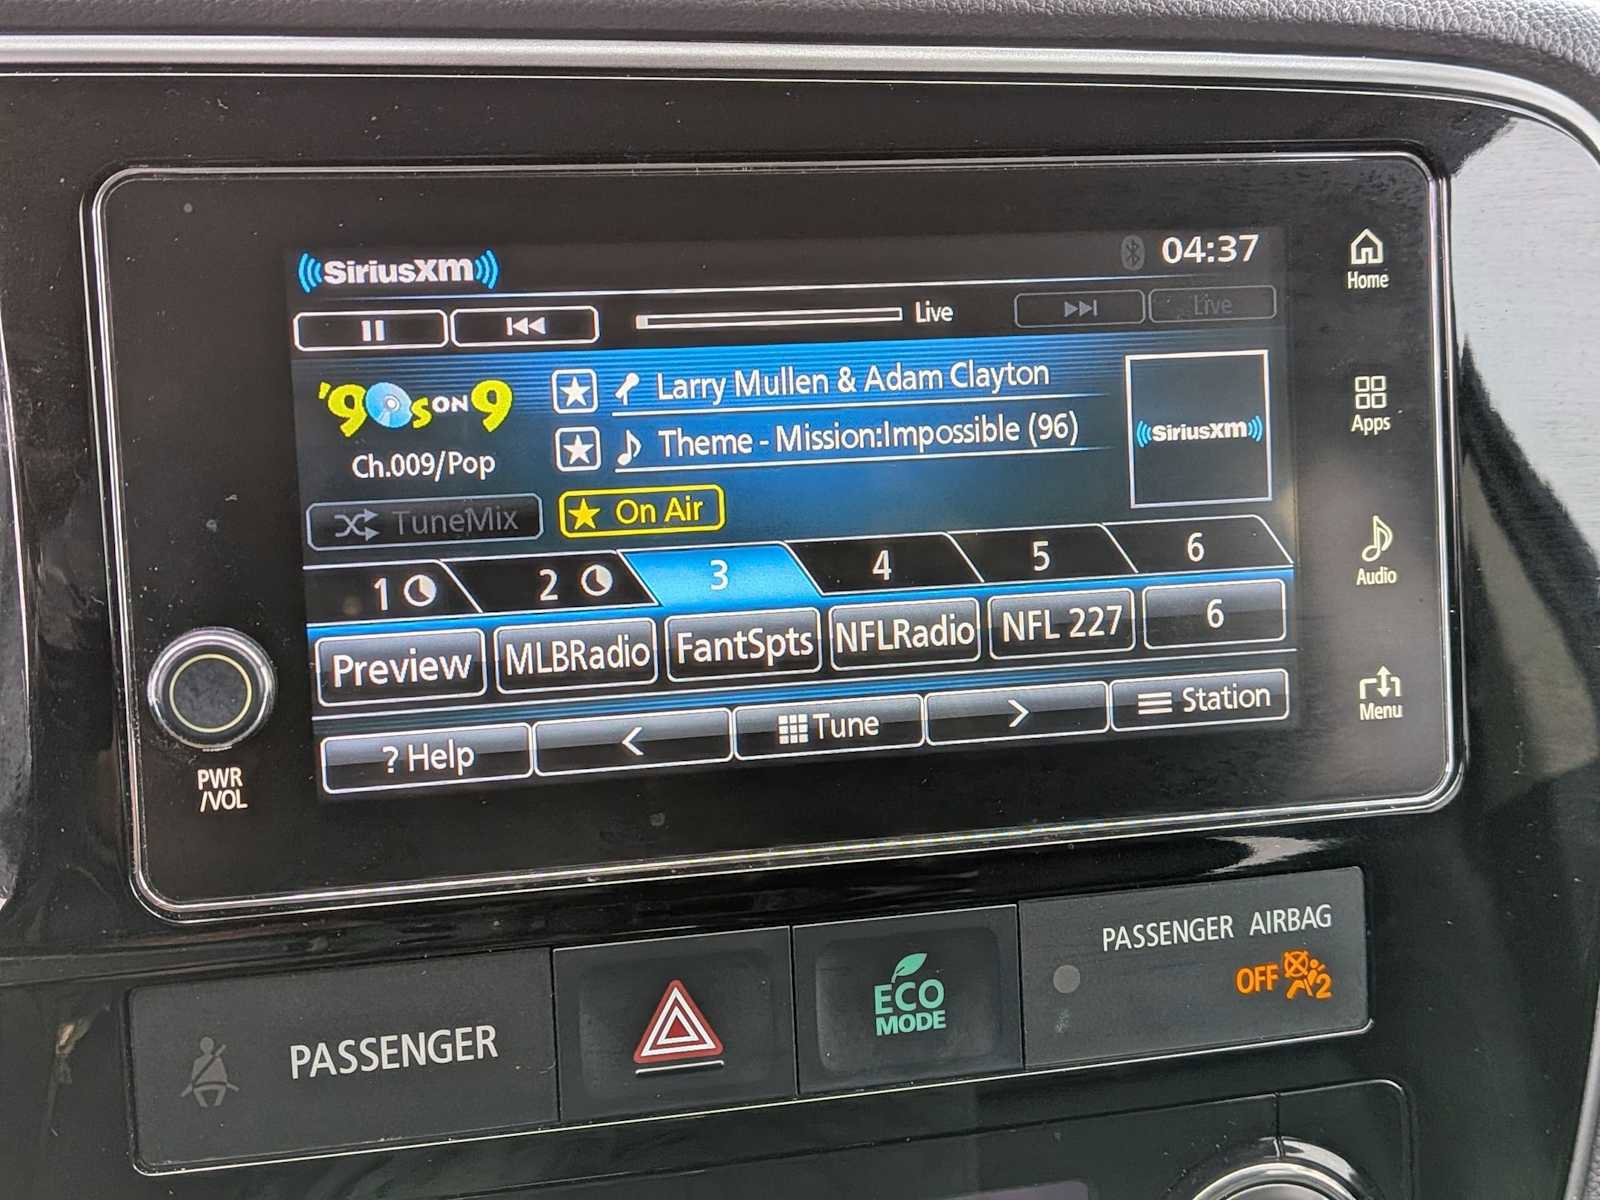 SiriusXM
04:37
Live
Live
'90s ON 9
Larry Mullen & Adam Clayton
Theme - Mission:Impossible (96)
Ch.009/Pop
SiriusXM
TuneMix
On Air
1 2 3 4 5 6
Preview MLBRadio FantSpts NFLRadio NFL 227 6
? Help < Tune > Station
Home
Apps
Audio
Menu
PWR
/VOL
PASSENGER
ECO
MODE
PASSENGER AIRBAG
OFF 2